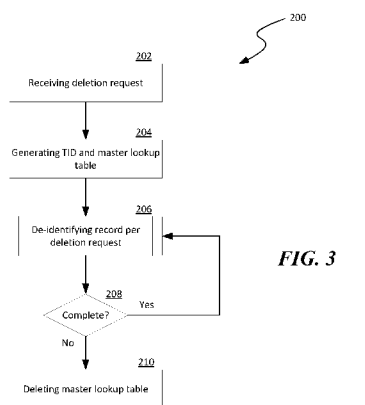 200
202
Receiving deletion request
204
Generating TID and master lookup
table
206
De-identifying record per
deletion request
208
Complete?
Yes
No
210
Deleting master lookup table
FIG. 3